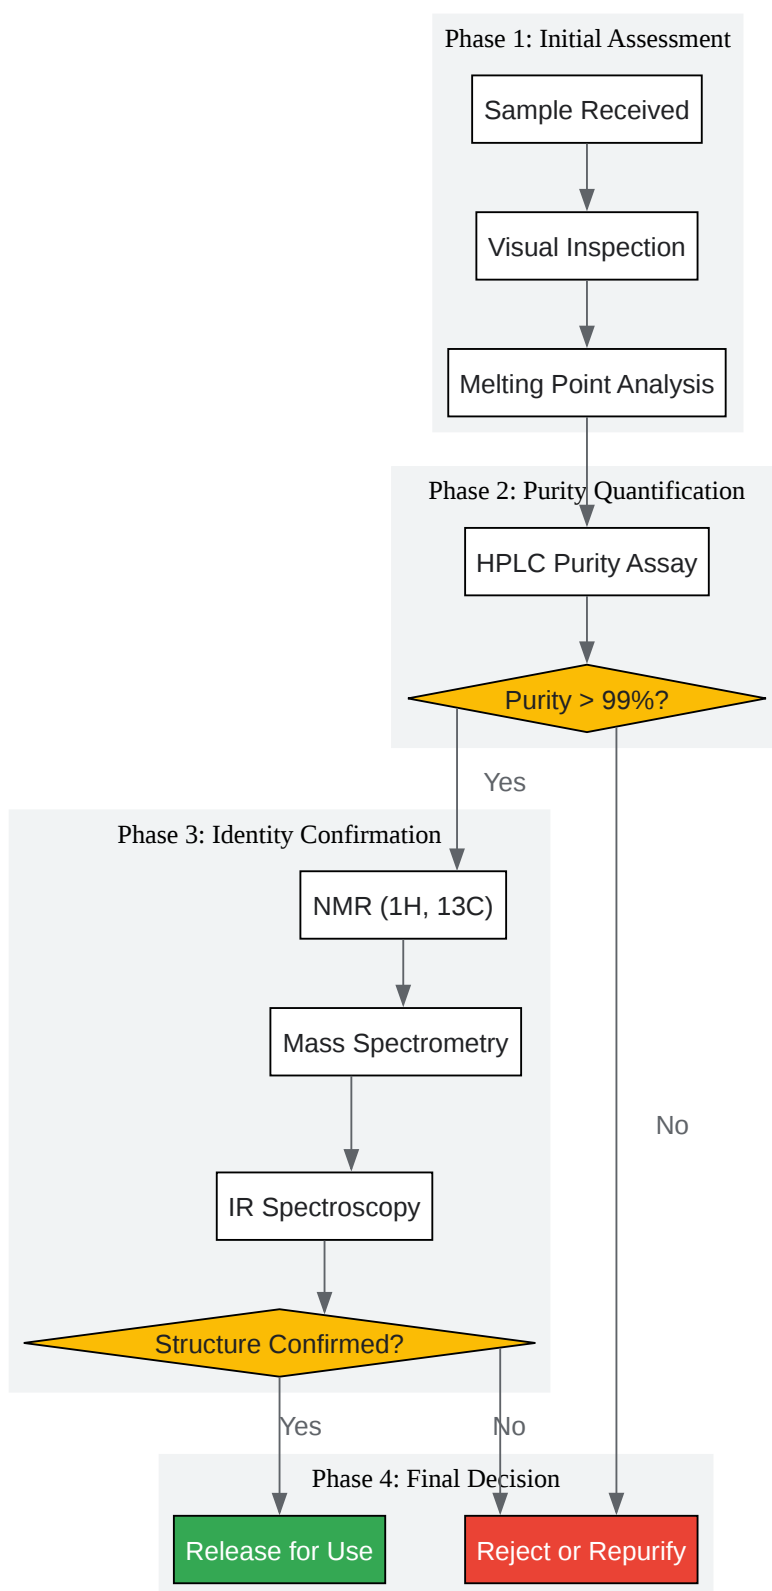 Phase 1: Initial Assessment
Sample Received
Visual Inspection
Melting Point Analysis
Phase 2: Purity Quantification
HPLC Purity Assay
Purity > 99%?
Yes
Phase 3: Identity Confirmation
NMR (1H, 13C)
Mass Spectrometry
No
IR Spectroscopy
Structure Confirmed?
Yes
No
Phase 4: Final Decision
Release for Use
Reject or Repurify